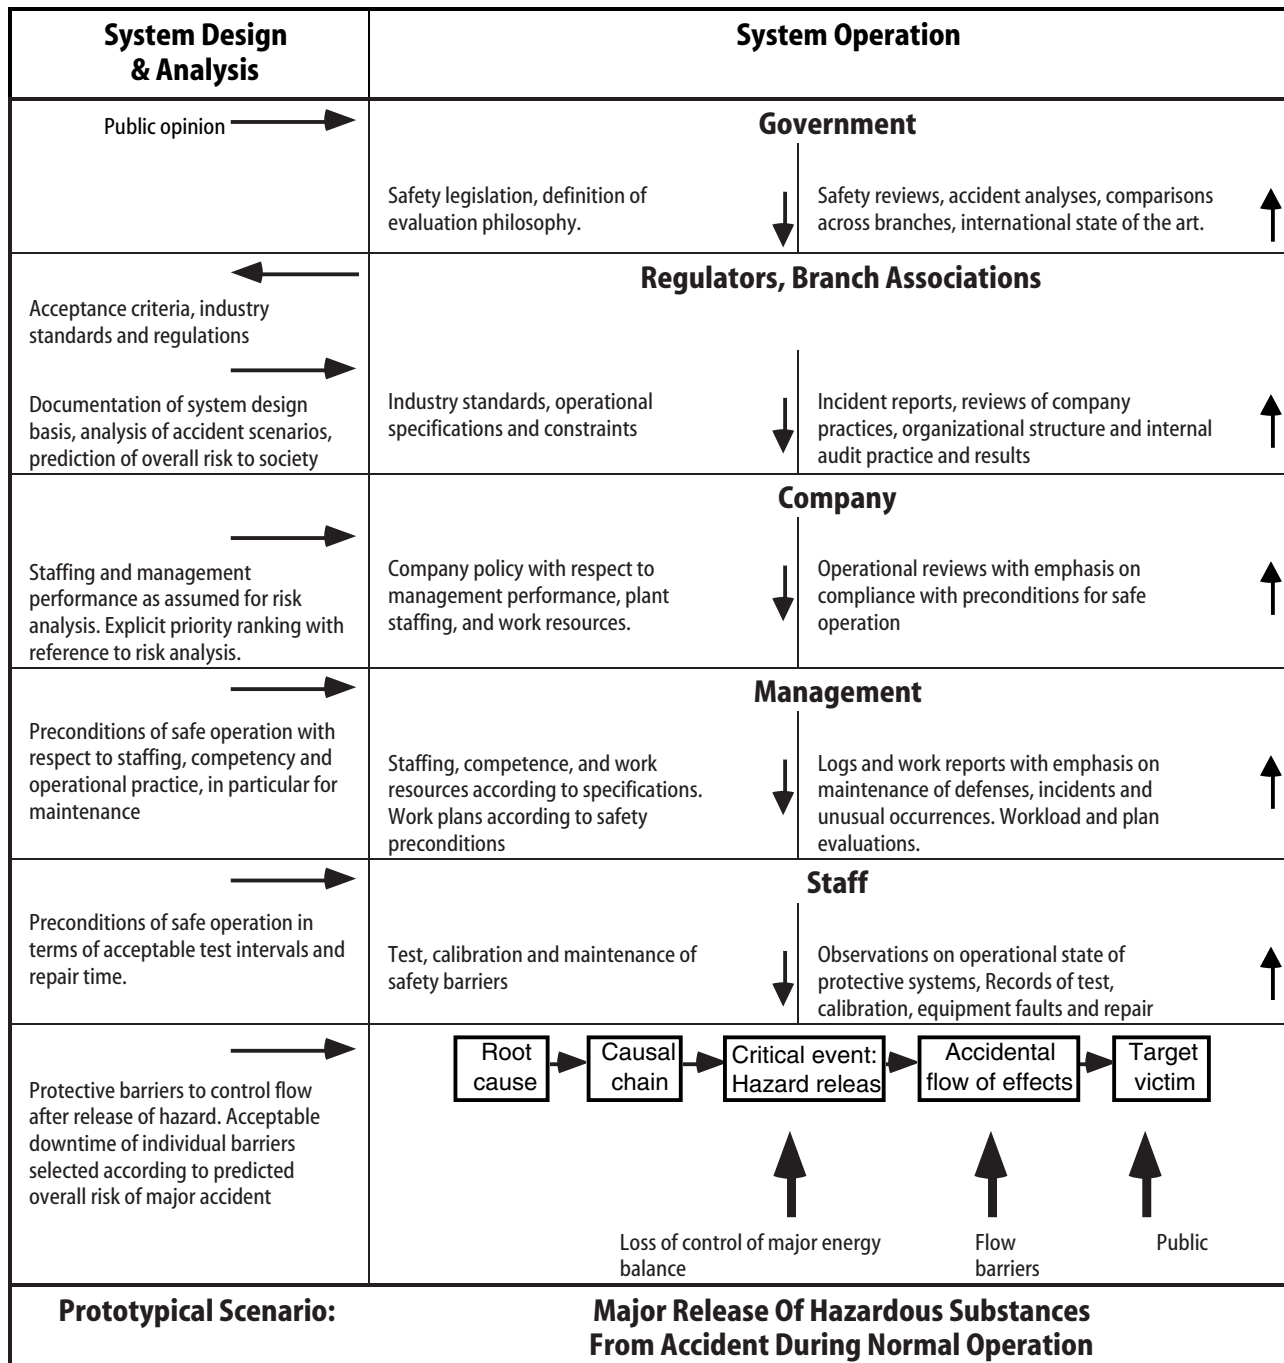 System Design
& Analysis
System Operation
Public opinion
Government
Safety legislation, definition of
evaluation philosophy.
Safety reviews, accident analyses, comparisons
across branches, international state of the art.
Acceptance criteria, industry
standards and regulations
Documentation of system design
basis, analysis of accident scenarios,
prediction of overall risk to society
Regulators, Branch Associations
Industry standards, operational
specifications and constraints
Incident reports, reviews of company
practices, organizational structure and internal
audit practice and results
Staffing and management
performance as assumed for risk
analysis. Explicit priority ranking with
reference to risk analysis.
Company
Company policy with respect to
management performance, plant
staffing, and work resources.
Operational reviews with emphasis on
compliance with preconditions for safe
operation
Preconditions of safe operation with
respect to staffing, competency and
operational practice, in particular for
maintenance
Management
Staffing, competence, and work
resources according to specifications.
Work plans according to safety
preconditions
Logs and work reports with emphasis on
maintenance of defenses, incidents and
unusual occurrences. Workload and plan
evaluations.
Preconditions of safe operation in
terms of acceptable test intervals and
repair time.
Staff
Test, calibration and maintenance of
safety barriers
Observations on operational state of
protective systems, Records of test,
calibration, equipment faults and repair
Protective barriers to control flow
after release of hazard. Acceptable
downtime of individual barriers
selected according to predicted
overall risk of major accident
Root
cause
Causal
chain
Critical event:
Hazard releas
Accidental
flow of effects
Target
victim
Loss of control of major energy
balance
Flow
barriers
Public
Prototypical Scenario:
Major Release Of Hazardous Substances
From Accident During Normal Operation